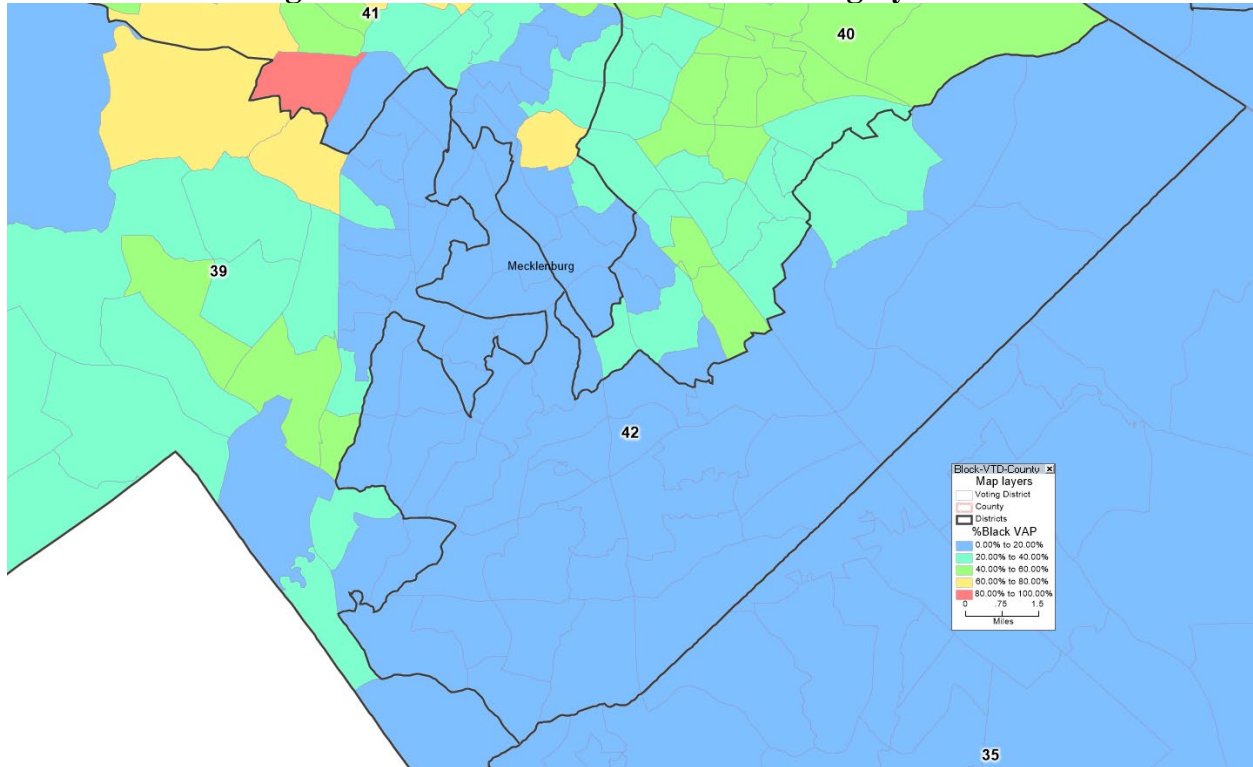 41
40
39
Mecklenburg
42
Block-VTD-County x
Map layers
Voting District
County
Districts
%Black VAP
0.00% to 20.00%
20.00% to 40.00%
40.00% to 60.00%
60.00% to 80.00%
80.00% to 100.00%
0 .75 1.5
Miles
35